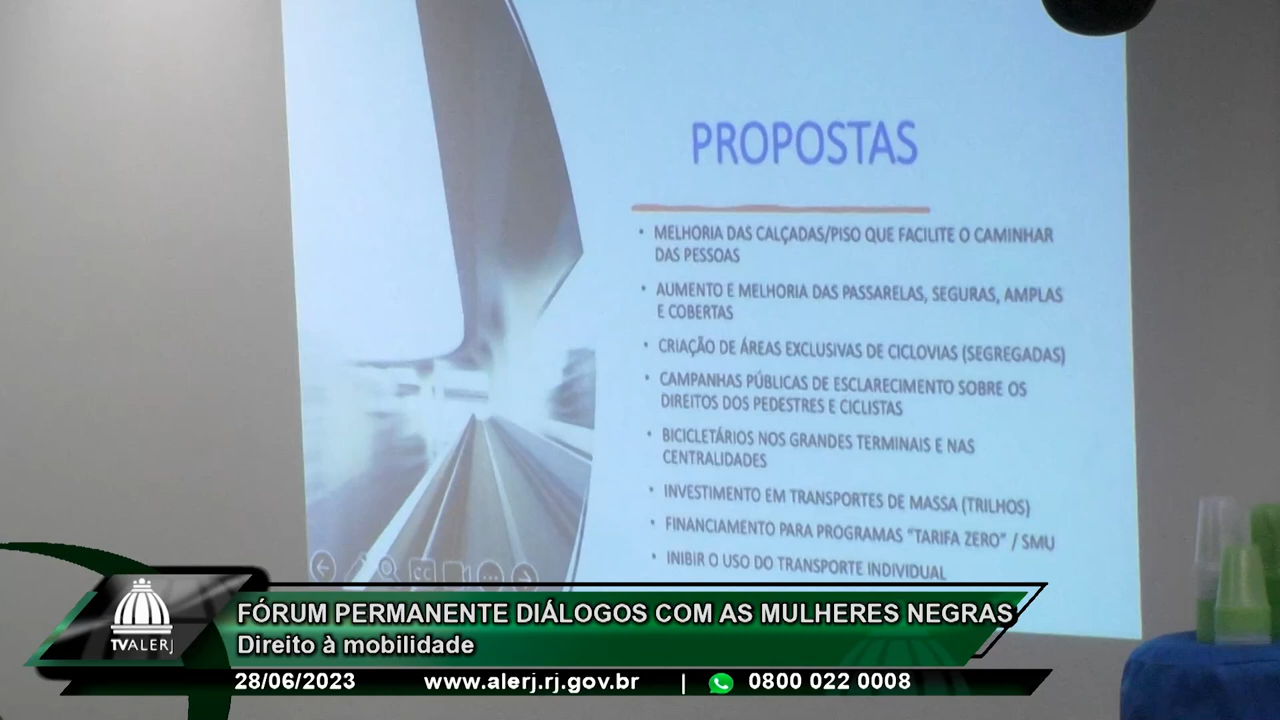 PROPOSTAS
• MELHORIA DAS CALÇADAS/PISO QUE FACILITE O CAMINHAR
DAS PESSOAS
• AUMENTO E MELHORIA DAS PASSARELAS, SEGURAS, AMPLAS
E COBERTAS
• CRIAÇÃO DE ÁREAS EXCLUSIVAS DE CICLOVIAS (SEGREGADAS)
• CAMPANHAS PÚBLICAS DE ESCLARECIMENTO SOBRE OS
DIREITOS DOS PEDESTRES E CICLISTAS
• BICICLETÁRIOS NOS GRANDES TERMINAIS E NAS
CENTRALIDADES
• INVESTIMENTO EM TRANSPORTES DE MASSA (TRILHOS)
• FINANCIAMENTO PARA PROGRAMAS “TARIFA ZERO” / SMU
• INIBIR O USO DO TRANSPORTE INDIVIDUAL
CC
TVALERJ
FÓRUM PERMANENTE DIÁLOGOS COM AS MULHERES NEGRAS
Direito à mobilidade
28/06/2023 www.alerj.rj.gov.br | 0800 022 0008